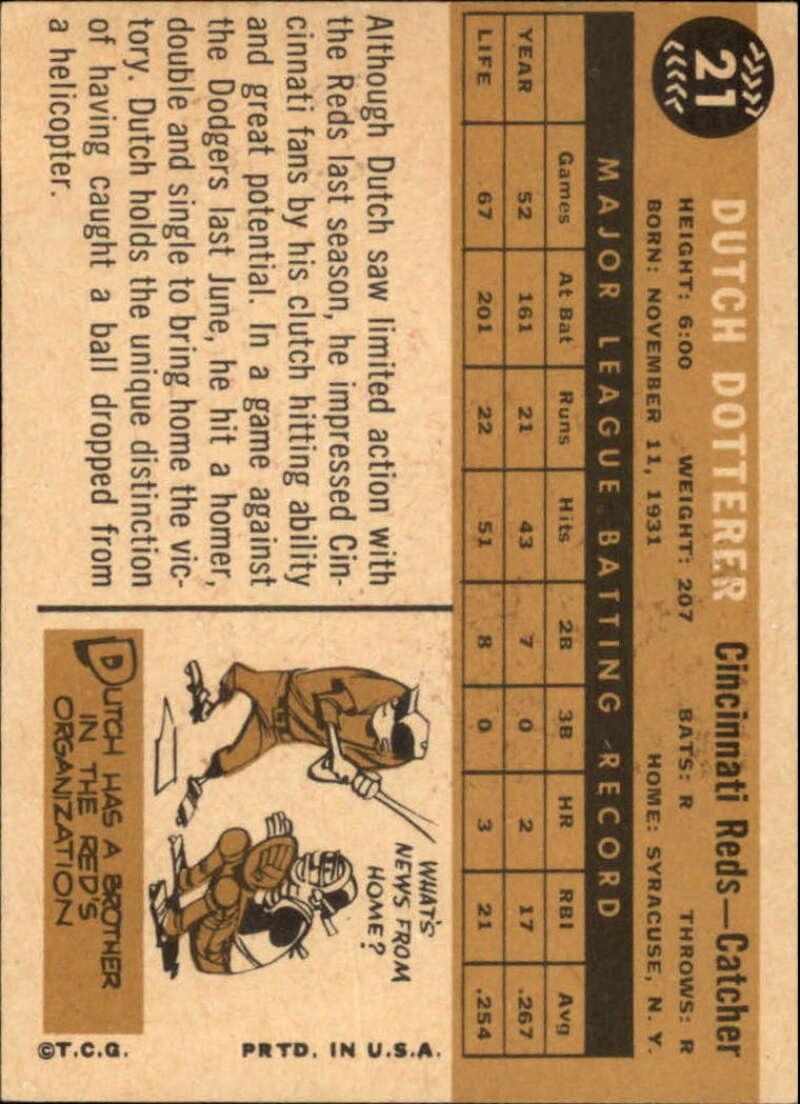 21
DUTCH DOTTERER Cincinnati Reds—Catcher
HEIGHT: 6:00 WEIGHT: 207 BATS: R THROWS: R
BORN: NOVEMBER 11, 1931 HOME: SYRACUSE, N. Y.
MAJOR LEAGUE BATTING RECORD
Games At Bat Runs Hits 2B 3B HR RBI Avg
YEAR 52 161 21 43 7 0 2 17 .267
LIFE 67 201 22 51 8 0 3 21 .254
Although Dutch saw limited action with
the Reds last season, he impressed Cin-
cinnati fans by his clutch hitting ability
and great potential. In a game against
the Dodgers last June, he hit a homer,
double and single to bring home the vic-
tory. Dutch holds the unique distinction
of having caught a ball dropped from
a helicopter.
WHAT'S
NEWS FROM
HOME?
DUTCH HAS A BROTHER
IN THE RED'S
ORGANIZATION
©T.C.G. PRTD. IN U.S.A.